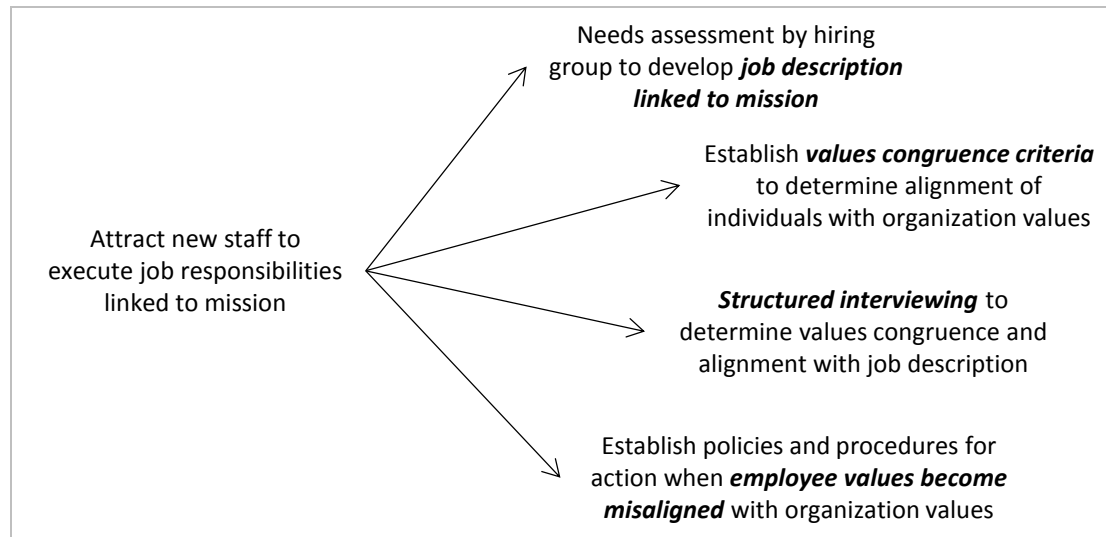 Needs assessment by hiring
group to develop job description
linked to mission
Establish values congruence criteria
to determine alignment of
individuals with organization values
Attract new staff to
execute job responsibilities
linked to mission
Structured interviewing to
determine values congruence and
alignment with job description
Establish policies and procedures for
action when employee values become
misaligned with organization values